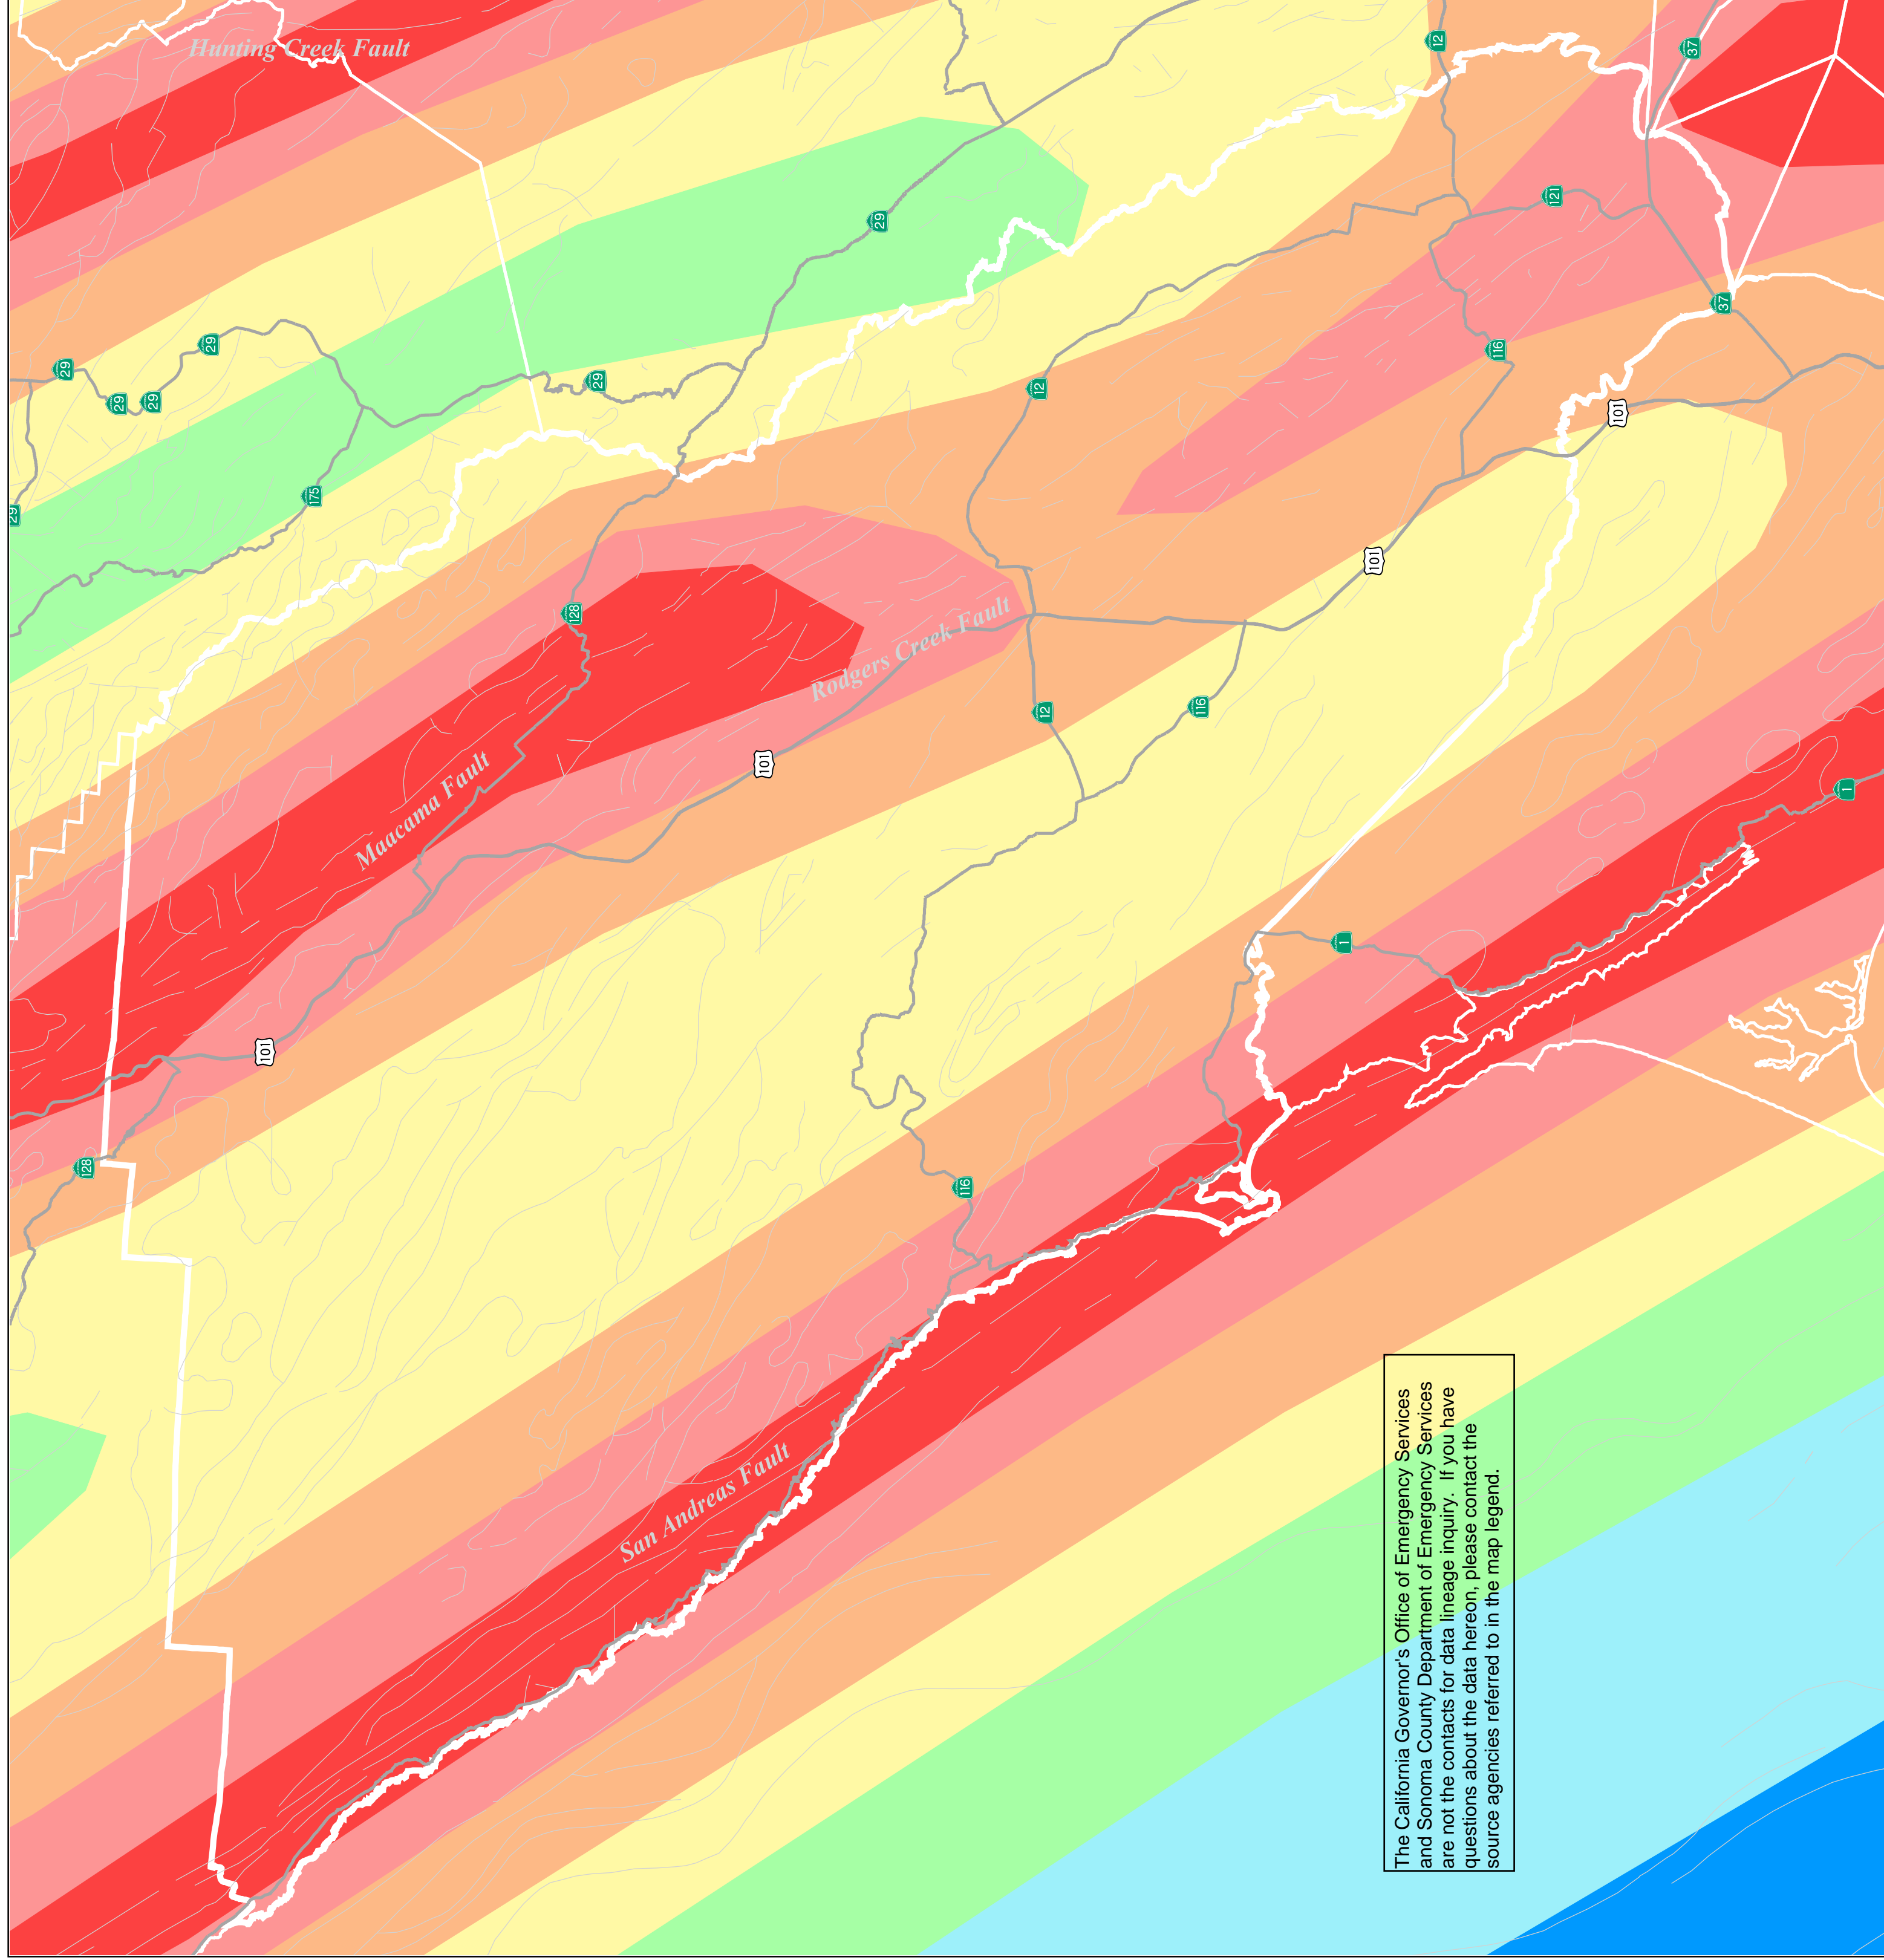 Hunting Creek Fault
12
37
29
121
37
29
29
29
29
29
12
116
101
29
175
101
128
Rodgers Creek Fault
12
116
101
Maacama Fault
1
1
101
128
116
San Andreas Fault
The California Governor's Office of Emergency Services
and Sonoma County Department of Emergency Services
are not the contacts for data lineage inquiry.  If you have
questions about the data hereon, please contact the
source agencies referred to in the map legend.